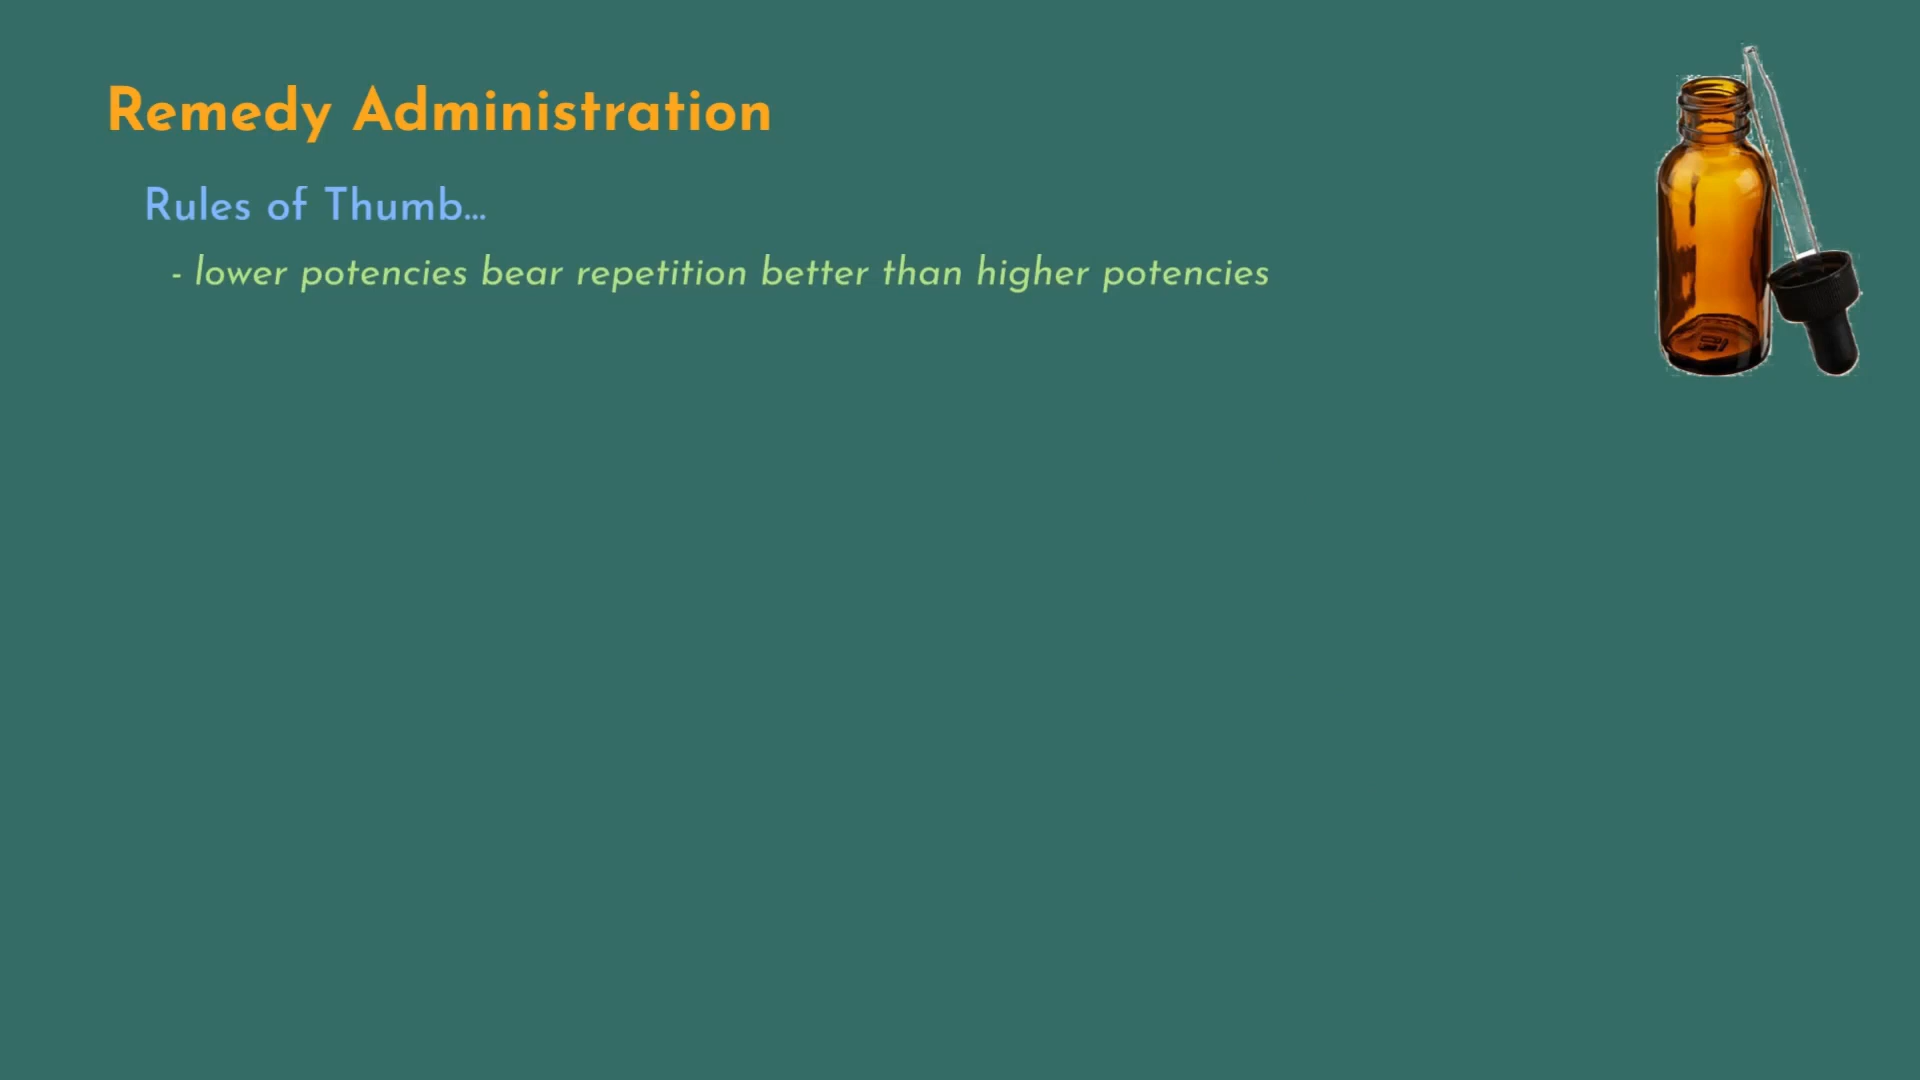 Remedy Administration
Rules of Thumb...
- lower potencies bear repetition better than higher potencies